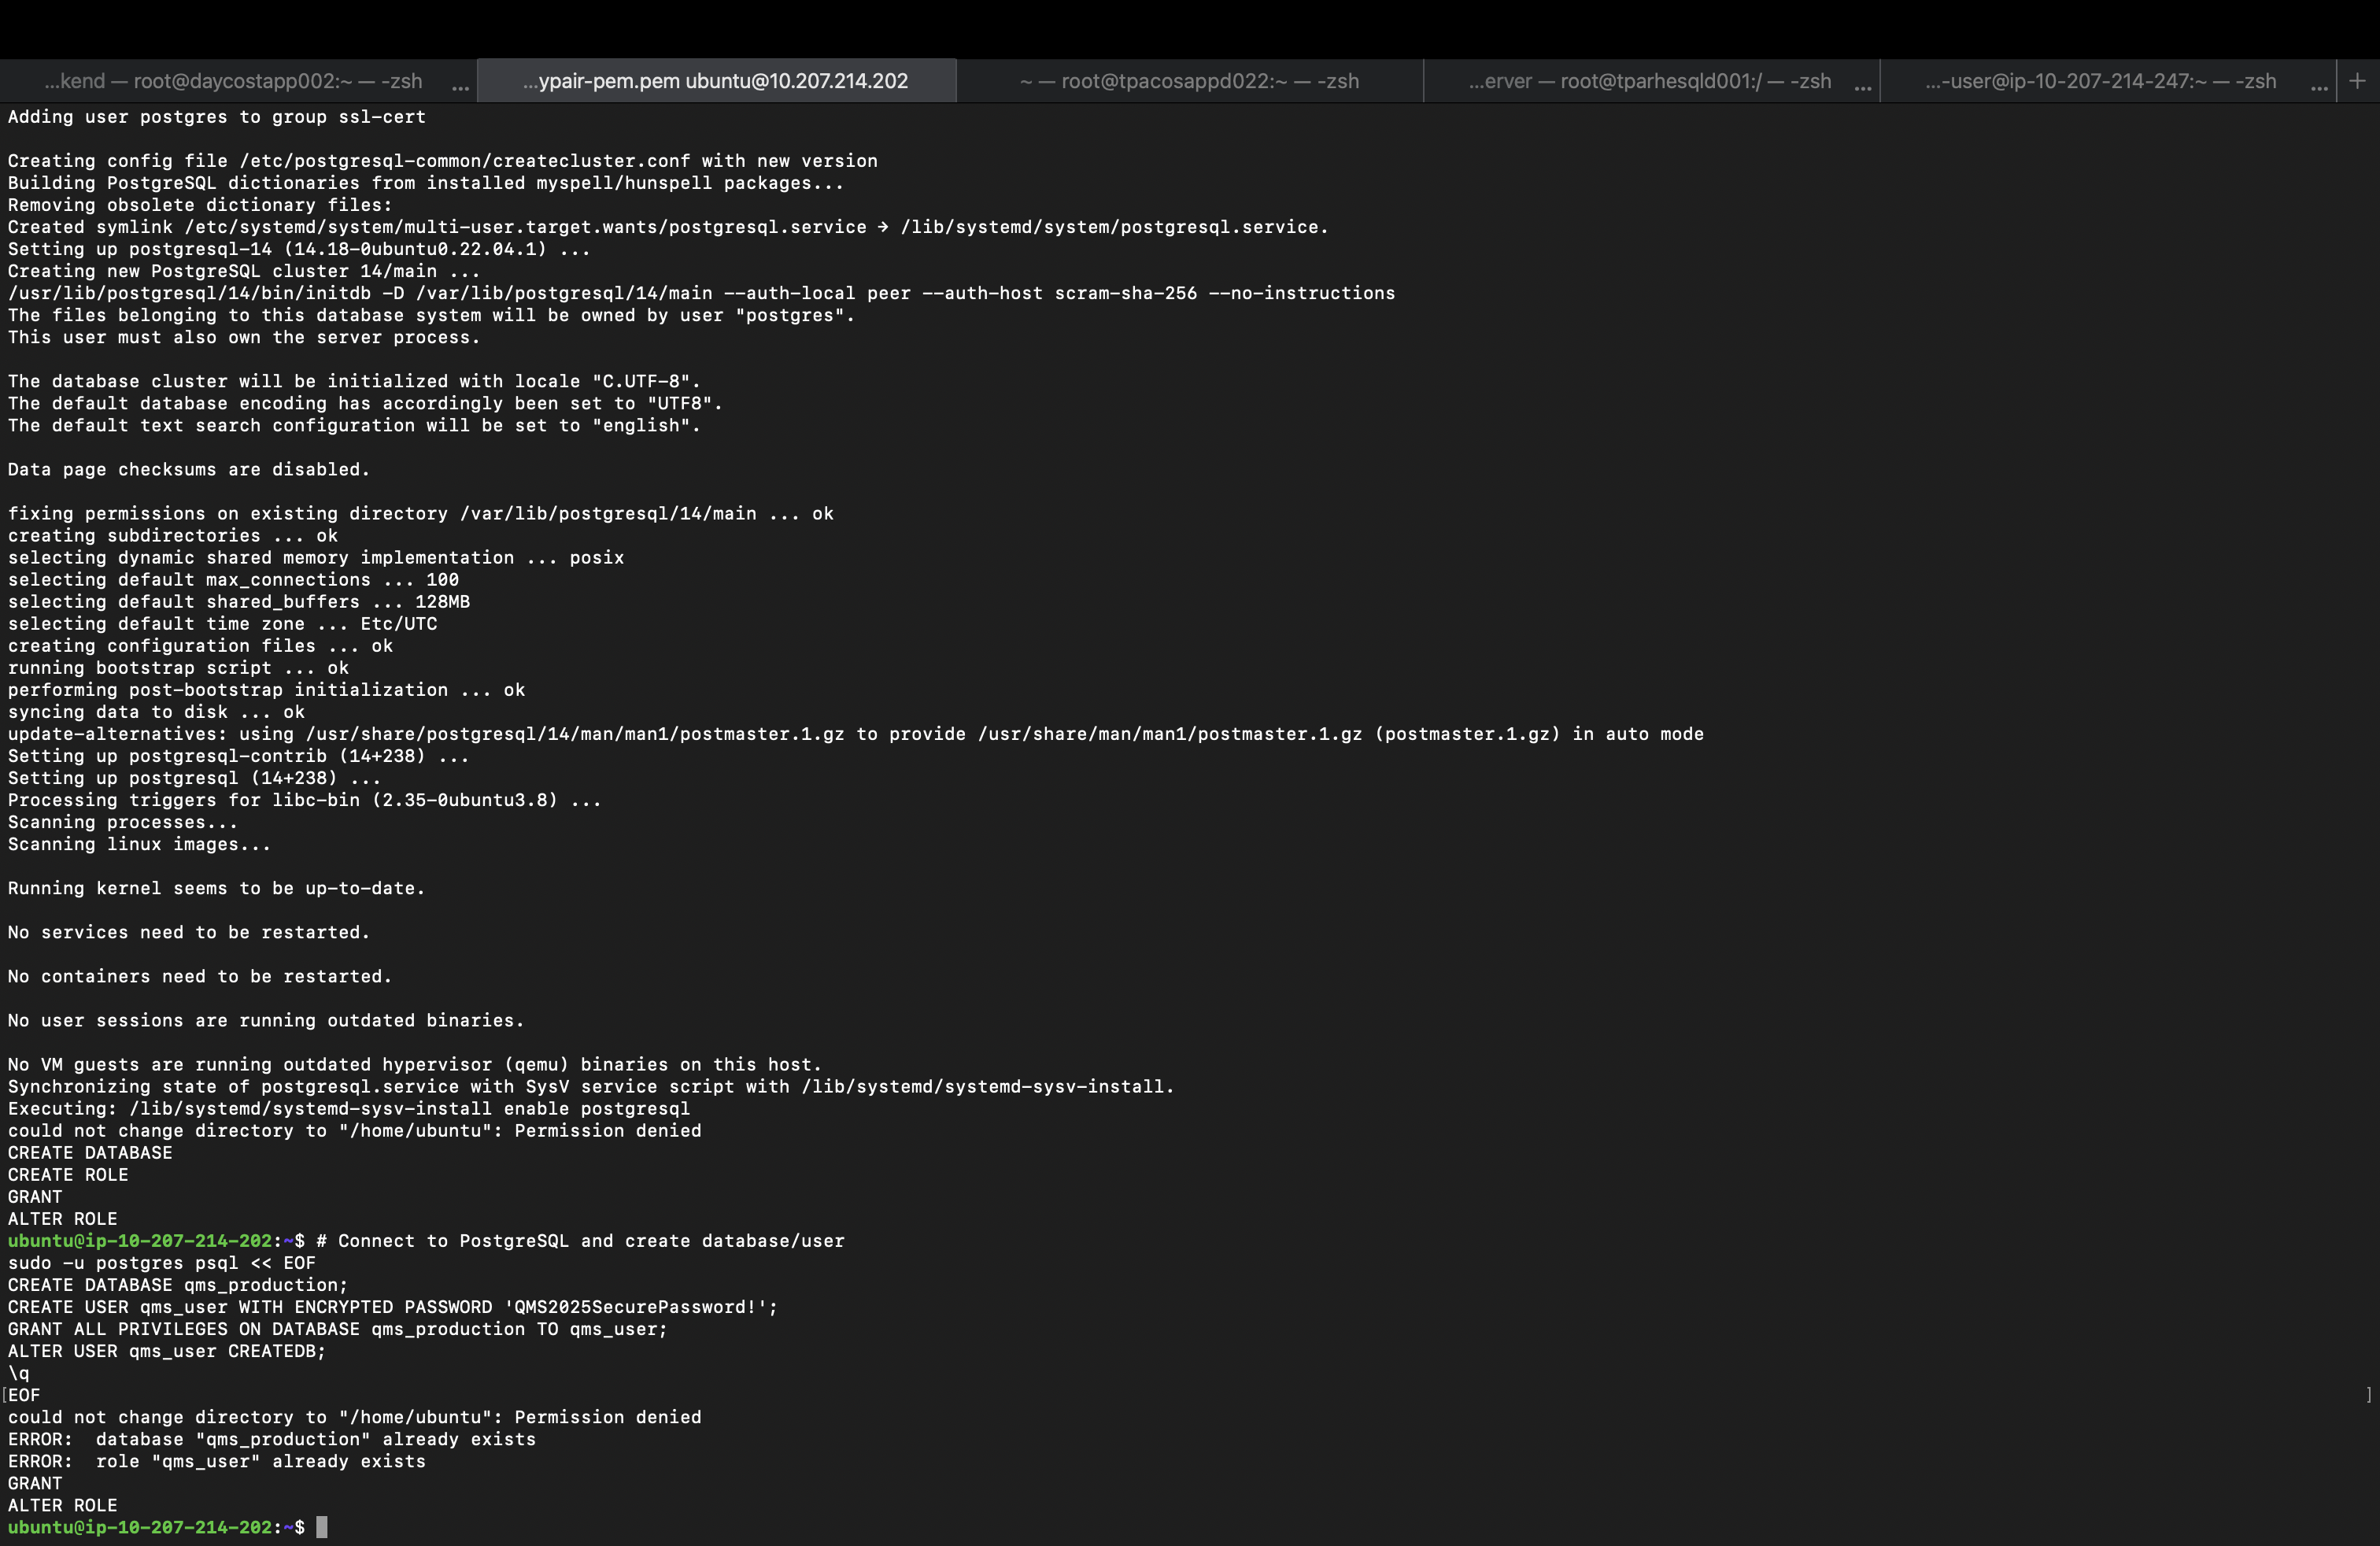 ...kend — root@daycostapp002:~ — -zsh ...
...ypair-pem.pem ubuntu@10.207.214.202
~ — root@tpacosappd022:~ — -zsh
...erver — root@tparhesqld001:/ — -zsh ...
...-user@ip-10-207-214-247:~ — -zsh ...
+
Adding user postgres to group ssl-cert
Creating config file /etc/postgresql-common/createcluster.conf with new version
Building PostgreSQL dictionaries from installed myspell/hunspell packages...
Removing obsolete dictionary files:
Created symlink /etc/systemd/system/multi-user.target.wants/postgresql.service → /lib/systemd/system/postgresql.service.
Setting up postgresql-14 (14.18-0ubuntu0.22.04.1) ...
Creating new PostgreSQL cluster 14/main ...
/usr/lib/postgresql/14/bin/initdb -D /var/lib/postgresql/14/main --auth-local peer --auth-host scram-sha-256 --no-instructions
The files belonging to this database system will be owned by user "postgres".
This user must also own the server process.
The database cluster will be initialized with locale "C.UTF-8".
The default database encoding has accordingly been set to "UTF8".
The default text search configuration will be set to "english".
Data page checksums are disabled.
fixing permissions on existing directory /var/lib/postgresql/14/main ... ok
creating subdirectories ... ok
selecting dynamic shared memory implementation ... posix
selecting default max_connections ... 100
selecting default shared_buffers ... 128MB
selecting default time zone ... Etc/UTC
creating configuration files ... ok
running bootstrap script ... ok
performing post-bootstrap initialization ... ok
syncing data to disk ... ok
update-alternatives: using /usr/share/postgresql/14/man/man1/postmaster.1.gz to provide /usr/share/man/man1/postmaster.1.gz (postmaster.1.gz) in auto mode
Setting up postgresql-contrib (14+238) ...
Setting up postgresql (14+238) ...
Processing triggers for libc-bin (2.35-0ubuntu3.8) ...
Scanning processes...
Scanning linux images...
Running kernel seems to be up-to-date.
No services need to be restarted.
No containers need to be restarted.
No user sessions are running outdated binaries.
No VM guests are running outdated hypervisor (qemu) binaries on this host.
Synchronizing state of postgresql.service with SysV service script with /lib/systemd/systemd-sysv-install.
Executing: /lib/systemd/systemd-sysv-install enable postgresql
could not change directory to "/home/ubuntu": Permission denied
CREATE DATABASE
CREATE ROLE
GRANT
ALTER ROLE
ubuntu@ip-10-207-214-202:~$ # Connect to PostgreSQL and create database/user
sudo -u postgres psql << EOF
CREATE DATABASE qms_production;
CREATE USER qms_user WITH ENCRYPTED PASSWORD 'QMS2025SecurePassword!';
GRANT ALL PRIVILEGES ON DATABASE qms_production TO qms_user;
ALTER USER qms_user CREATEDB;
\q
[EOF ]
could not change directory to "/home/ubuntu": Permission denied
ERROR:  database "qms_production" already exists
ERROR:  role "qms_user" already exists
GRANT
ALTER ROLE
ubuntu@ip-10-207-214-202:~$